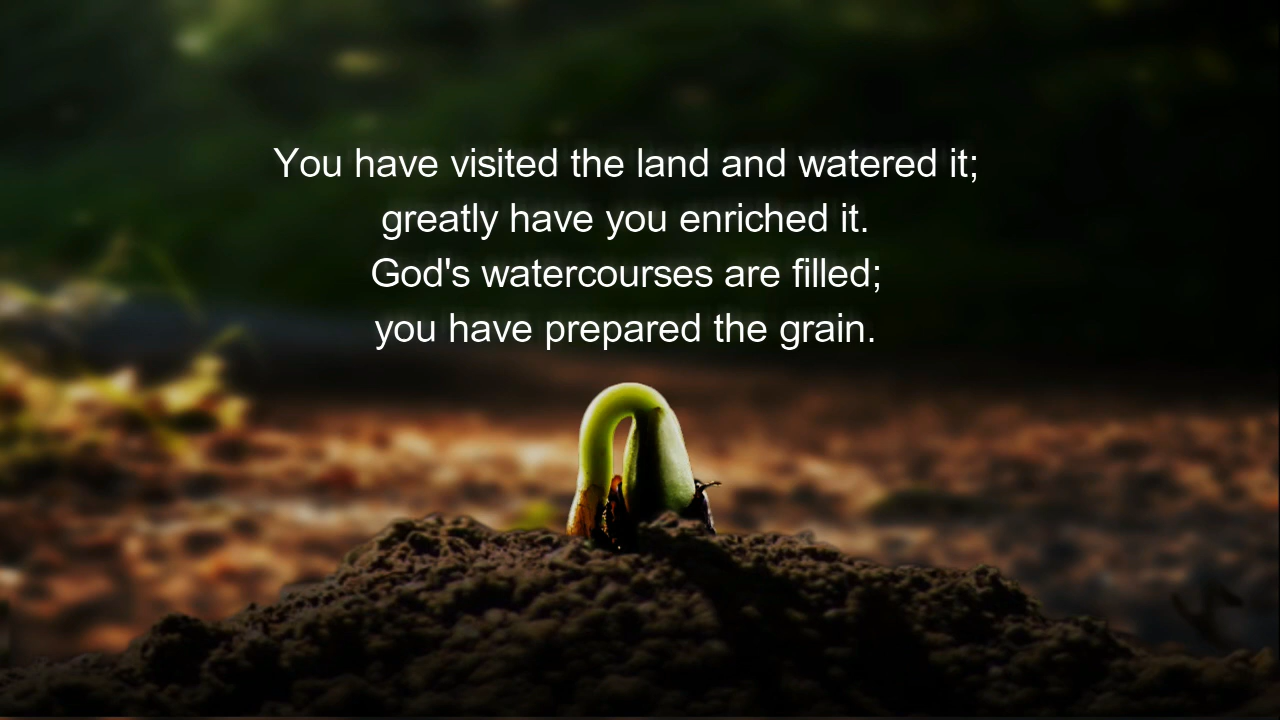 You have visited the land and watered it;
greatly have you enriched it.
God's watercourses are filled;
you have prepared the grain.